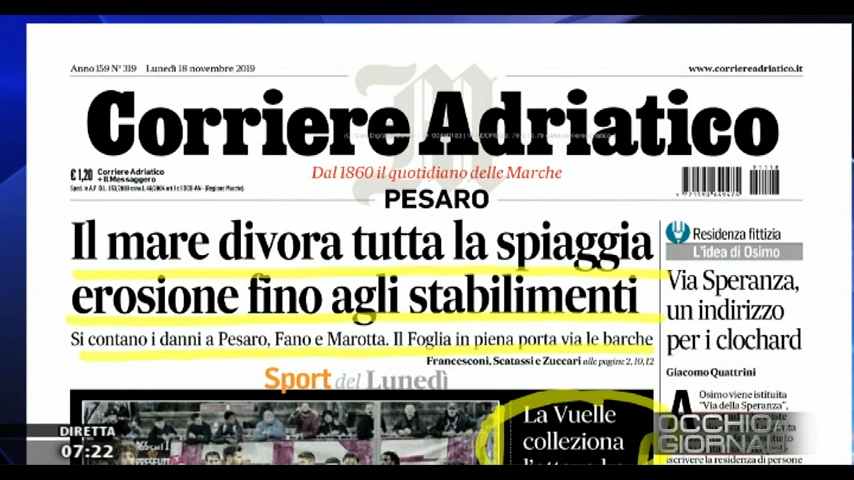 Anno 159 N° 319 Lunedì 18 novembre 2019
www.corriereadriatico.it
Corriere Adriatico
€ 1,20 Corriere Adriatico
+ Il Messaggero
Dal 1860 il quotidiano delle Marche
PESARO
Il mare divora tutta la spiaggia
erosione fino agli stabilimenti
Si contano i danni a Pesaro, Fano e Marotta. Il Foglia in piena porta via le barche
Francesconi, Scatassi e Zuccari alle pagine 2, 10, 12
Residenza fittizia
L'idea di Osimo
Via Speranza,
un indirizzo
per i clochard
Giacomo Quattrini
A Osimo viene istituita
"Via della Speranza",
iscrivere la residenza di persone
Sport del Lunedì
La Vuelle
colleziona
DIRETTA
07:22
OCCHIO
GIORNA